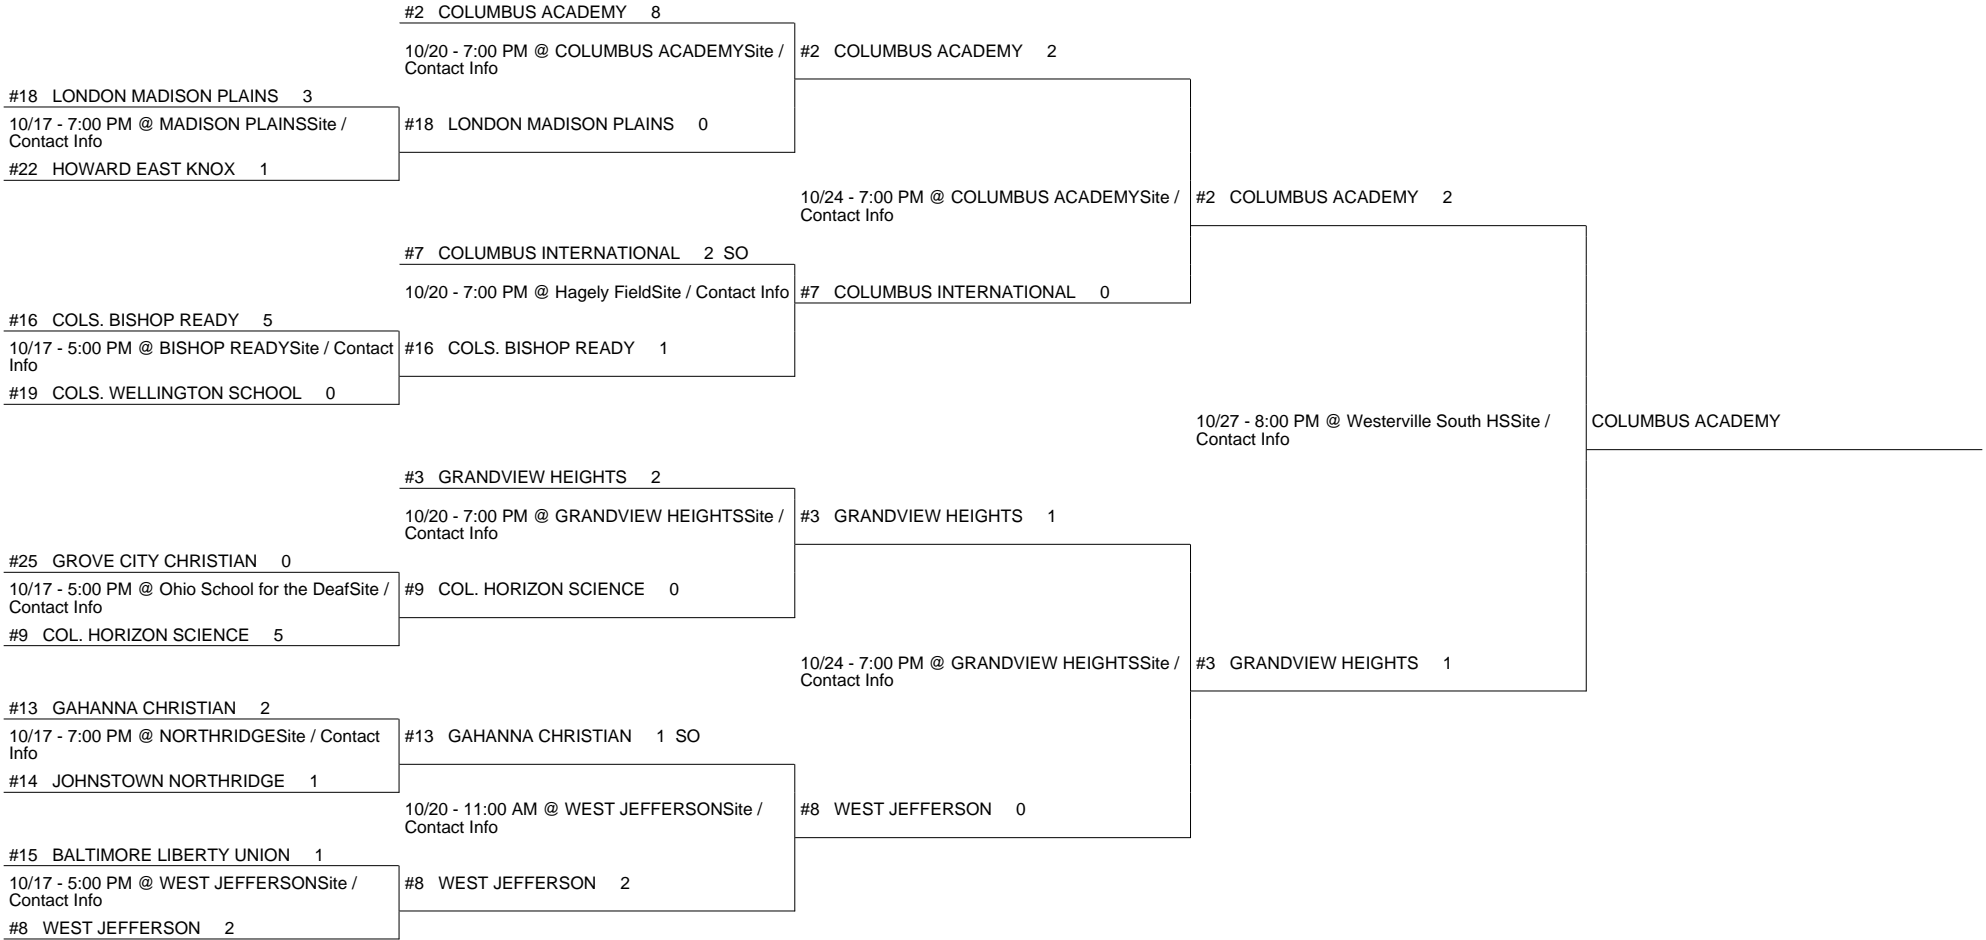 #2 COLUMBUS ACADEMY 8
10/20 - 7:00 PM @ COLUMBUS ACADEMYSite /
Contact Info
#2 COLUMBUS ACADEMY 2
#18 LONDON MADISON PLAINS 3
10/17 - 7:00 PM @ MADISON PLAINSSite /
Contact Info
#18 LONDON MADISON PLAINS 0
#22 HOWARD EAST KNOX 1
10/24 - 7:00 PM @ COLUMBUS ACADEMYSite /
Contact Info
#2 COLUMBUS ACADEMY 2
#7 COLUMBUS INTERNATIONAL 2 SO
10/20 - 7:00 PM @ Hagely FieldSite / Contact Info
#7 COLUMBUS INTERNATIONAL 0
#16 COLS. BISHOP READY 5
10/17 - 5:00 PM @ BISHOP READYSite / Contact
Info
#16 COLS. BISHOP READY 1
#19 COLS. WELLINGTON SCHOOL 0
10/27 - 8:00 PM @ Westerville South HSSite /
Contact Info
COLUMBUS ACADEMY
#3 GRANDVIEW HEIGHTS 2
10/20 - 7:00 PM @ GRANDVIEW HEIGHTSSite /
Contact Info
#3 GRANDVIEW HEIGHTS 1
#25 GROVE CITY CHRISTIAN 0
10/17 - 5:00 PM @ Ohio School for the DeafSite /
Contact Info
#9 COL. HORIZON SCIENCE 0
#9 COL. HORIZON SCIENCE 5
10/24 - 7:00 PM @ GRANDVIEW HEIGHTSSite /
Contact Info
#3 GRANDVIEW HEIGHTS 1
#13 GAHANNA CHRISTIAN 2
10/17 - 7:00 PM @ NORTHRIDGESite / Contact
Info
#13 GAHANNA CHRISTIAN 1 SO
#14 JOHNSTOWN NORTHRIDGE 1
10/20 - 11:00 AM @ WEST JEFFERSONSite /
Contact Info
#8 WEST JEFFERSON 0
#15 BALTIMORE LIBERTY UNION 1
10/17 - 5:00 PM @ WEST JEFFERSONSite /
Contact Info
#8 WEST JEFFERSON 2
#8 WEST JEFFERSON 2